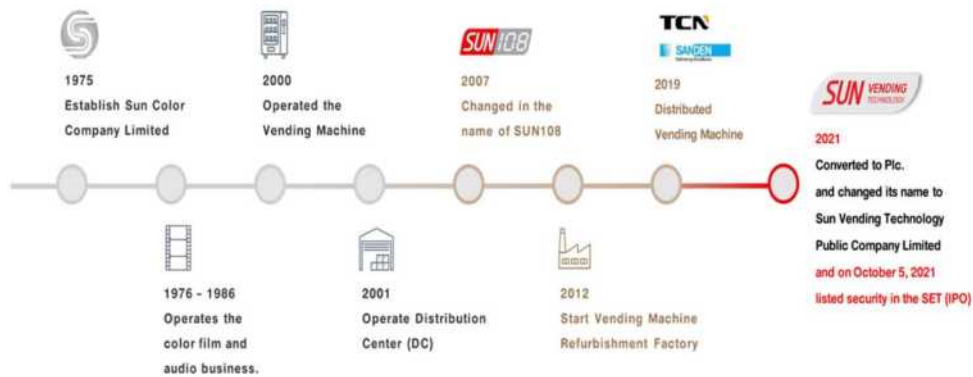 1975
Establish Sun Color
Company Limited
1976 - 1986
Operates the
color film and
audio business.
2000
Operated the
Vending Machine
2001
Operate Distribution
Center (DC)
SUN108
2007
Changed in the
name of SUN108
2012
Start Vending Machine
Refurbishment Factory
TCN
SANDEN
2019
Distributed
Vending Machine
SUN VENDING
TECHNOLOGY
2021
Converted to Plc.
and changed its name to
Sun Vending Technology
Public Company Limited
and on October 5, 2021
listed security in the SET (IPO)